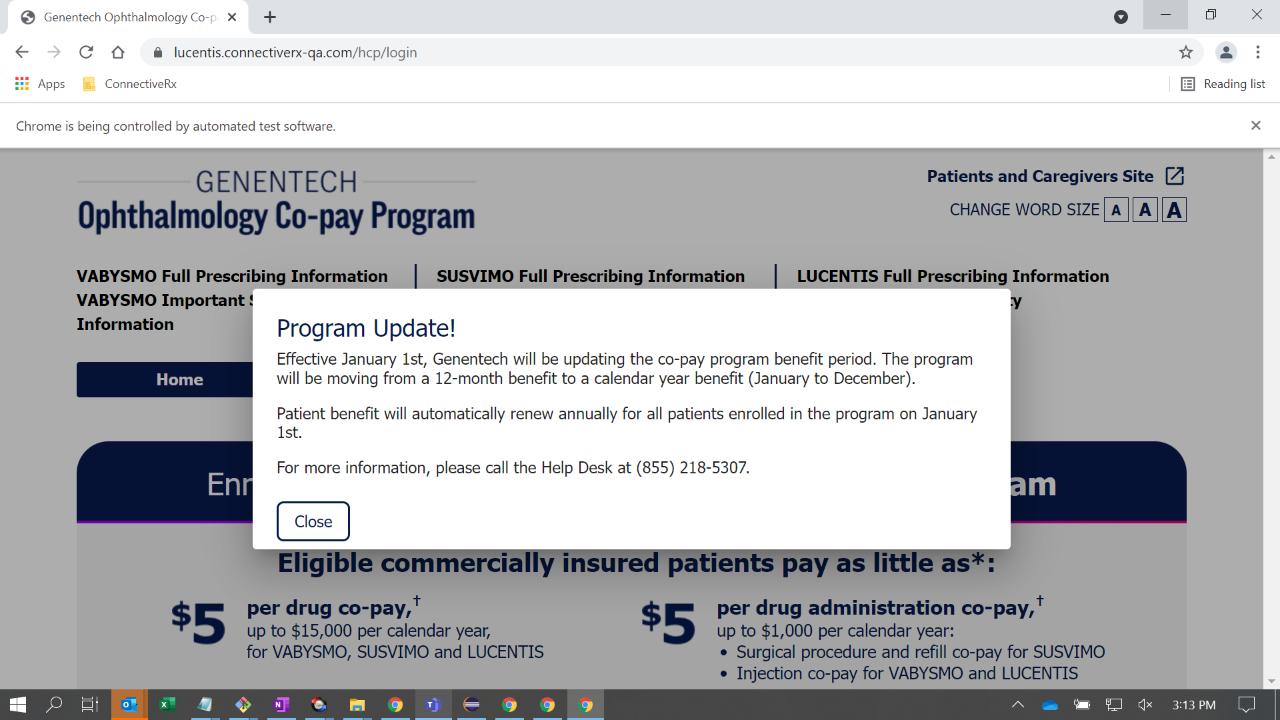 Genentech Ophthalmology Co-p
lucentis.connectiverx-qa.com/hcp/login
Apps
ConnectiveRx
Reading list
Chrome is being controlled by automated test software.
GENENTECH
Ophthalmology Co-pay Program
Patients and Caregivers Site
CHANGE WORD SIZE A A A
VABYSMO Full Prescribing Information
SUSVIMO Full Prescribing Information
LUCENTIS Full Prescribing Information
VABYSMO Important
Information
Home
Program Update!
Effective January 1st, Genentech will be updating the co-pay program benefit period. The program
will be moving from a 12-month benefit to a calendar year benefit (January to December).
Patient benefit will automatically renew annually for all patients enrolled in the program on January
1st.
For more information, please call the Help Desk at (855) 218-5307.
Close
Eligible commercially insured patients pay as little as*:
$5
per drug co-pay,†
up to $15,000 per calendar year,
for VABYSMO, SUSVIMO and LUCENTIS
$5
per drug administration co-pay,†
up to $1,000 per calendar year:
• Surgical procedure and refill co-pay for SUSVIMO
• Injection co-pay for VABYSMO and LUCENTIS
3:13 PM